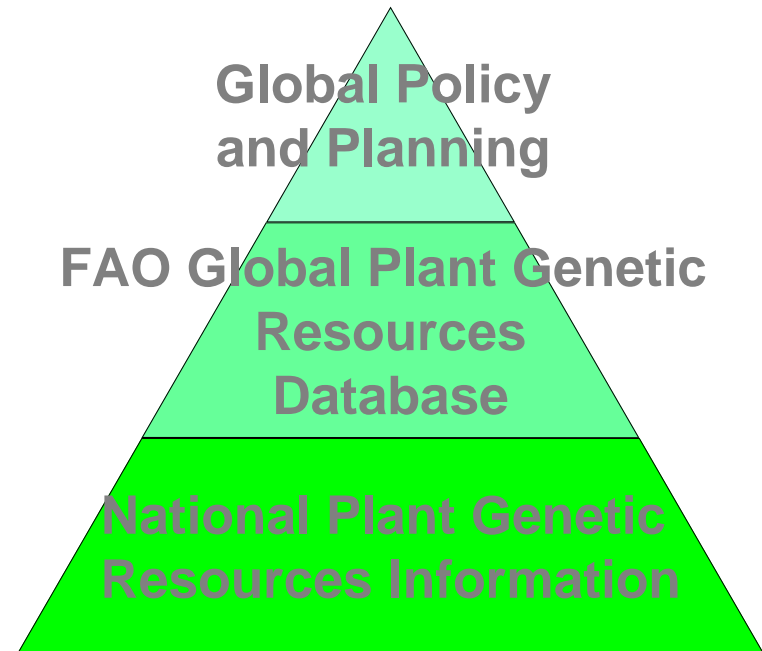 Global Policy
and Planning
FAO Global Plant Genetic
Resources
Database
National Plant Genetic
Resources Information